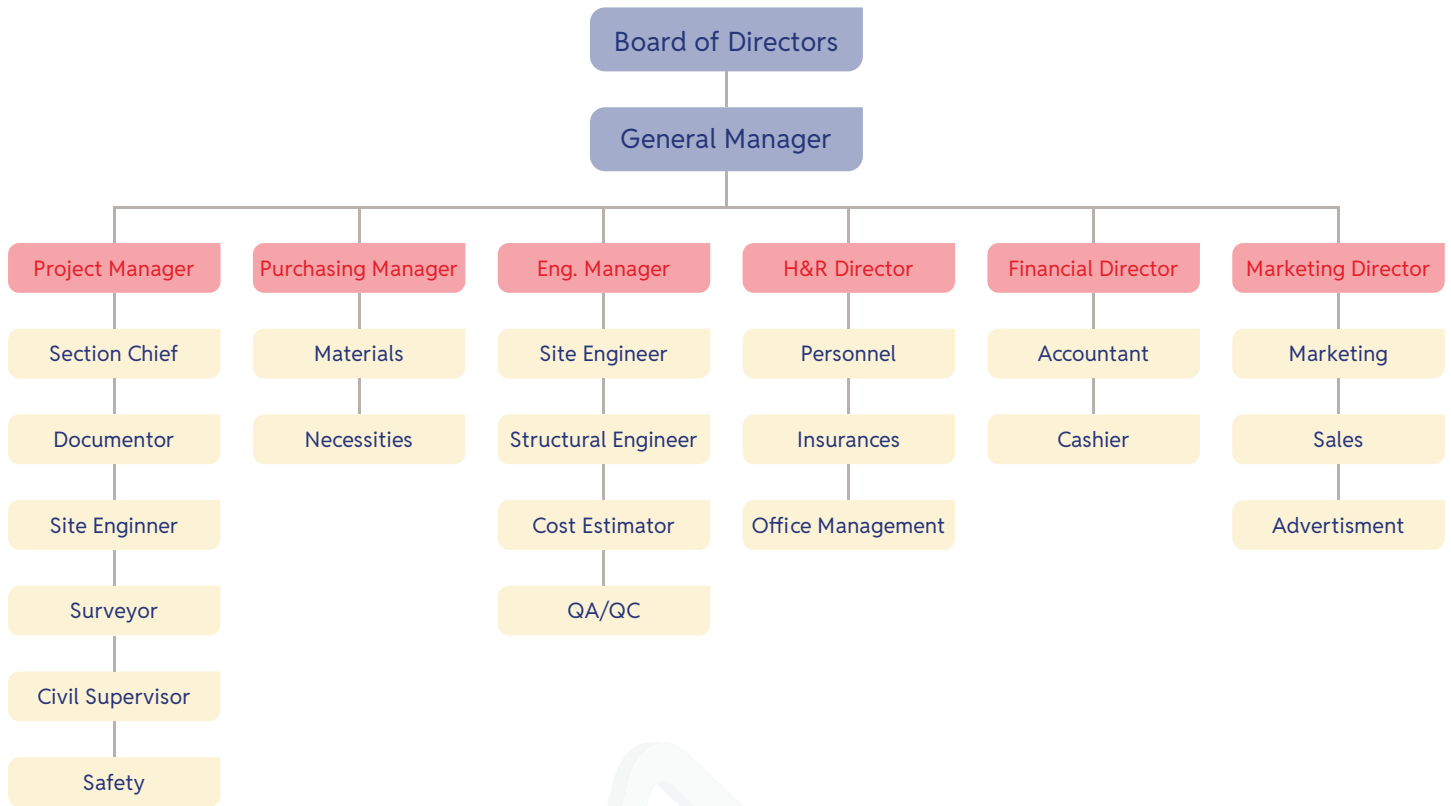 Board of Directors
General Manager
Project Manager
Purchasing Manager
Eng. Manager
H&R Director
Financial Director
Marketing Director
Section Chief
Materials
Site Engineer
Personnel
Accountant
Marketing
Documentor
Necessities
Structural Engineer
Insurances
Cashier
Sales
Site Enginner
Cost Estimator
Office Management
Advertisment
Surveyor
QA/QC
Civil Supervisor
Safety